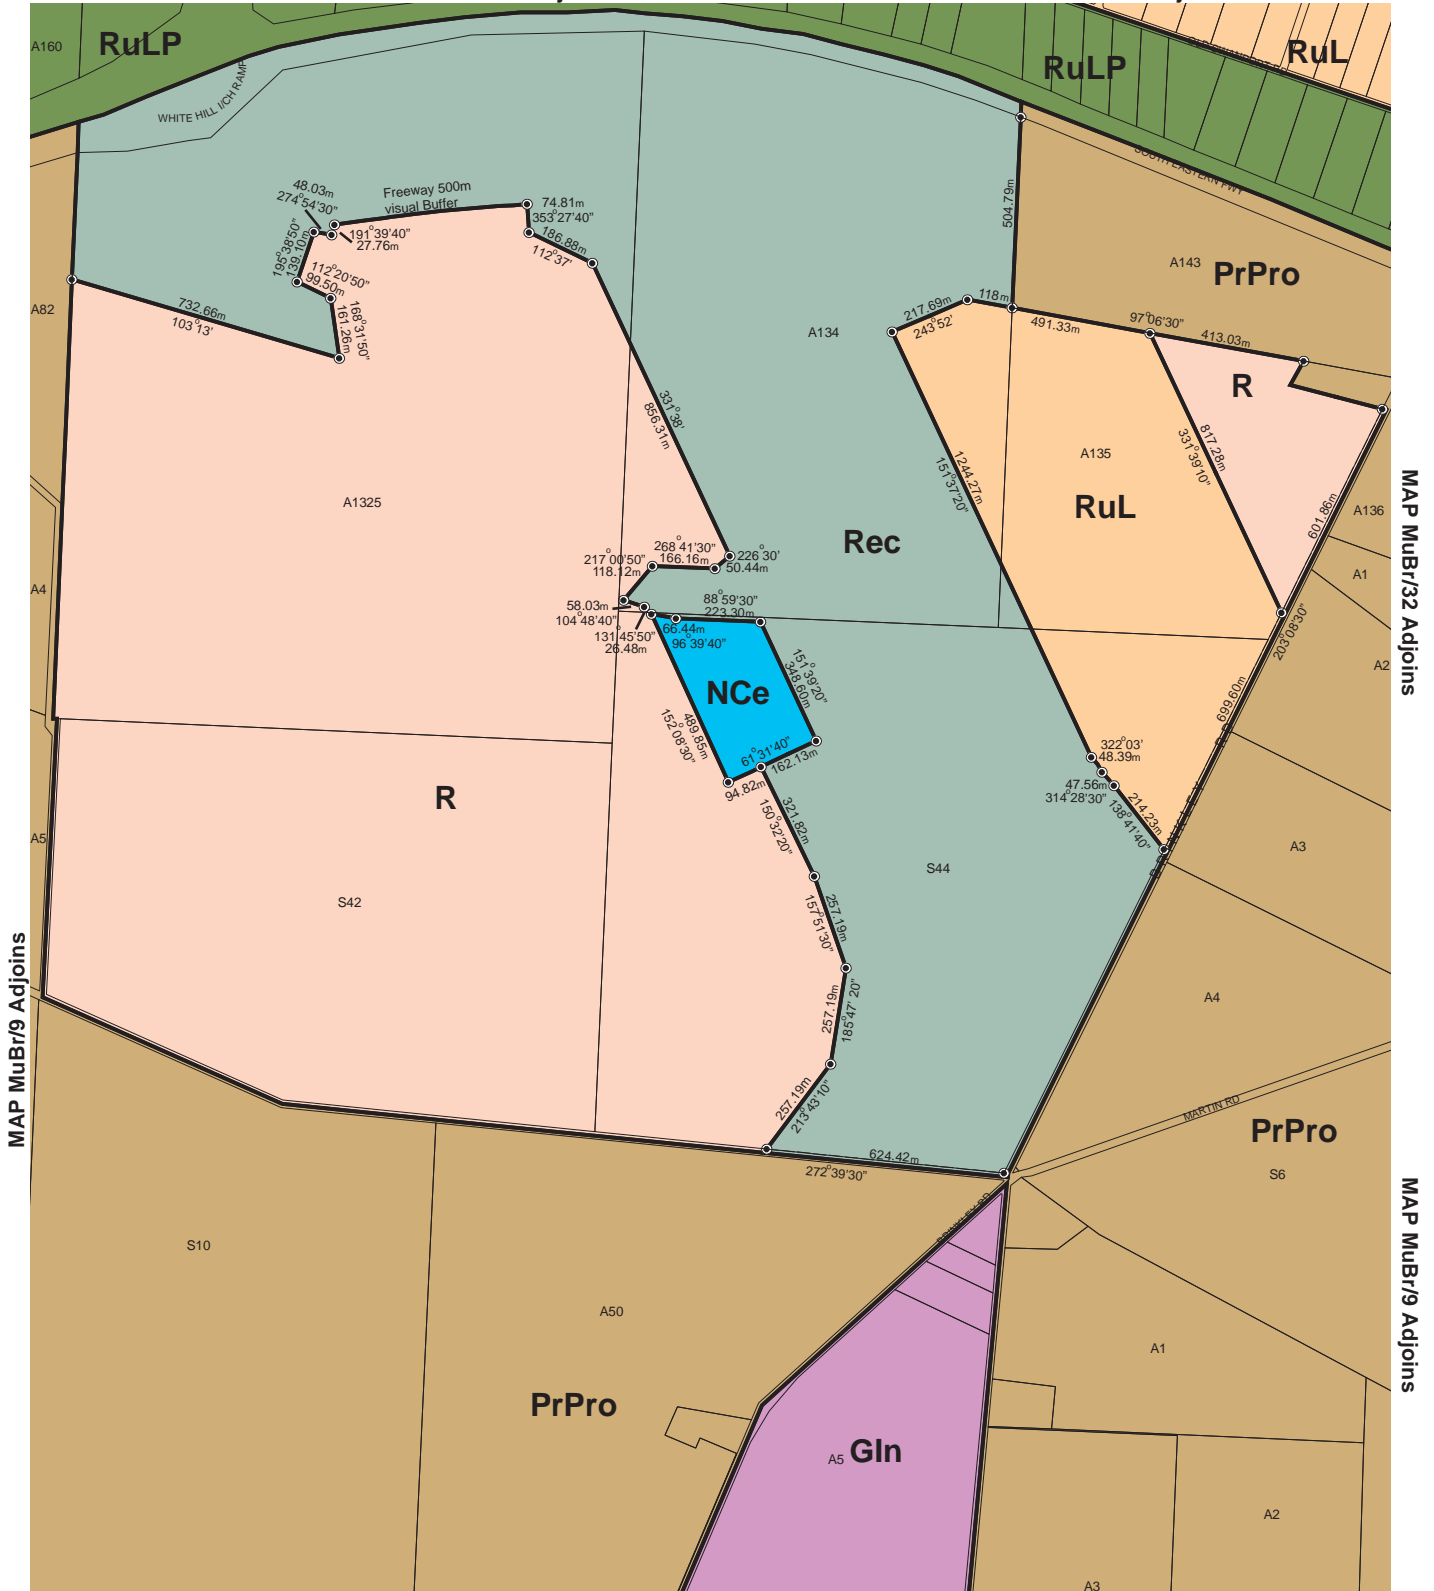 A160
RuLP
WHITE HILL I/CH RAMP
RuLP
RuL
SOUTH EASTERN FWY
48.03m
274°54'30"
Freeway 500m
visual Buffer
74.81m
353°27'40"
191°39'40"
27.76m
186.88m
112°37'
195°38'50"
139.10m
112°20'50"
99.50m
168°31'50"
161.26m
732.66m
103°13'
504.79m
A143
PrPro
A82
A134
217.69m
243°52'
118m
491.33m
97°06'30"
413.03m
R
331°38'
856.31m
1244.27m
151°37'20"
A135
RuL
817.28m
331°39'10"
601.86m
A136
MAP MuBr/32 Adjoins
A1325
Rec
A4
268°41'30"
166.16m
226°30'
50.44m
217°00'50"
118.12m
58.03m
104°48'40"
131°45'50"
26.48m
88°59'30"
223.30m
66.44m
96°39'40"
A1
203°08'30"
A2
NCe
151°39'20"
348.60m
489.85m
152°08'30"
61°31'40"
162.13m
94.82m
699.60m
322°03'
48.39m
47.56m
314°28'30"
214.23m
138°41'40"
R
A5
321.82m
150°32'20"
S44
A3
S42
257.19m
157°51'30"
257.19m
185°47'20"
A4
MAP MuBr/9 Adjoins
257.19m
213°43'10"
MARTIN RD
PrPro
624.42m
272°39'30"
S6
MAP MuBr/9 Adjoins
BRINKLEY RD
S10
A50
A1
PrPro
A5
GIn
A2
A3